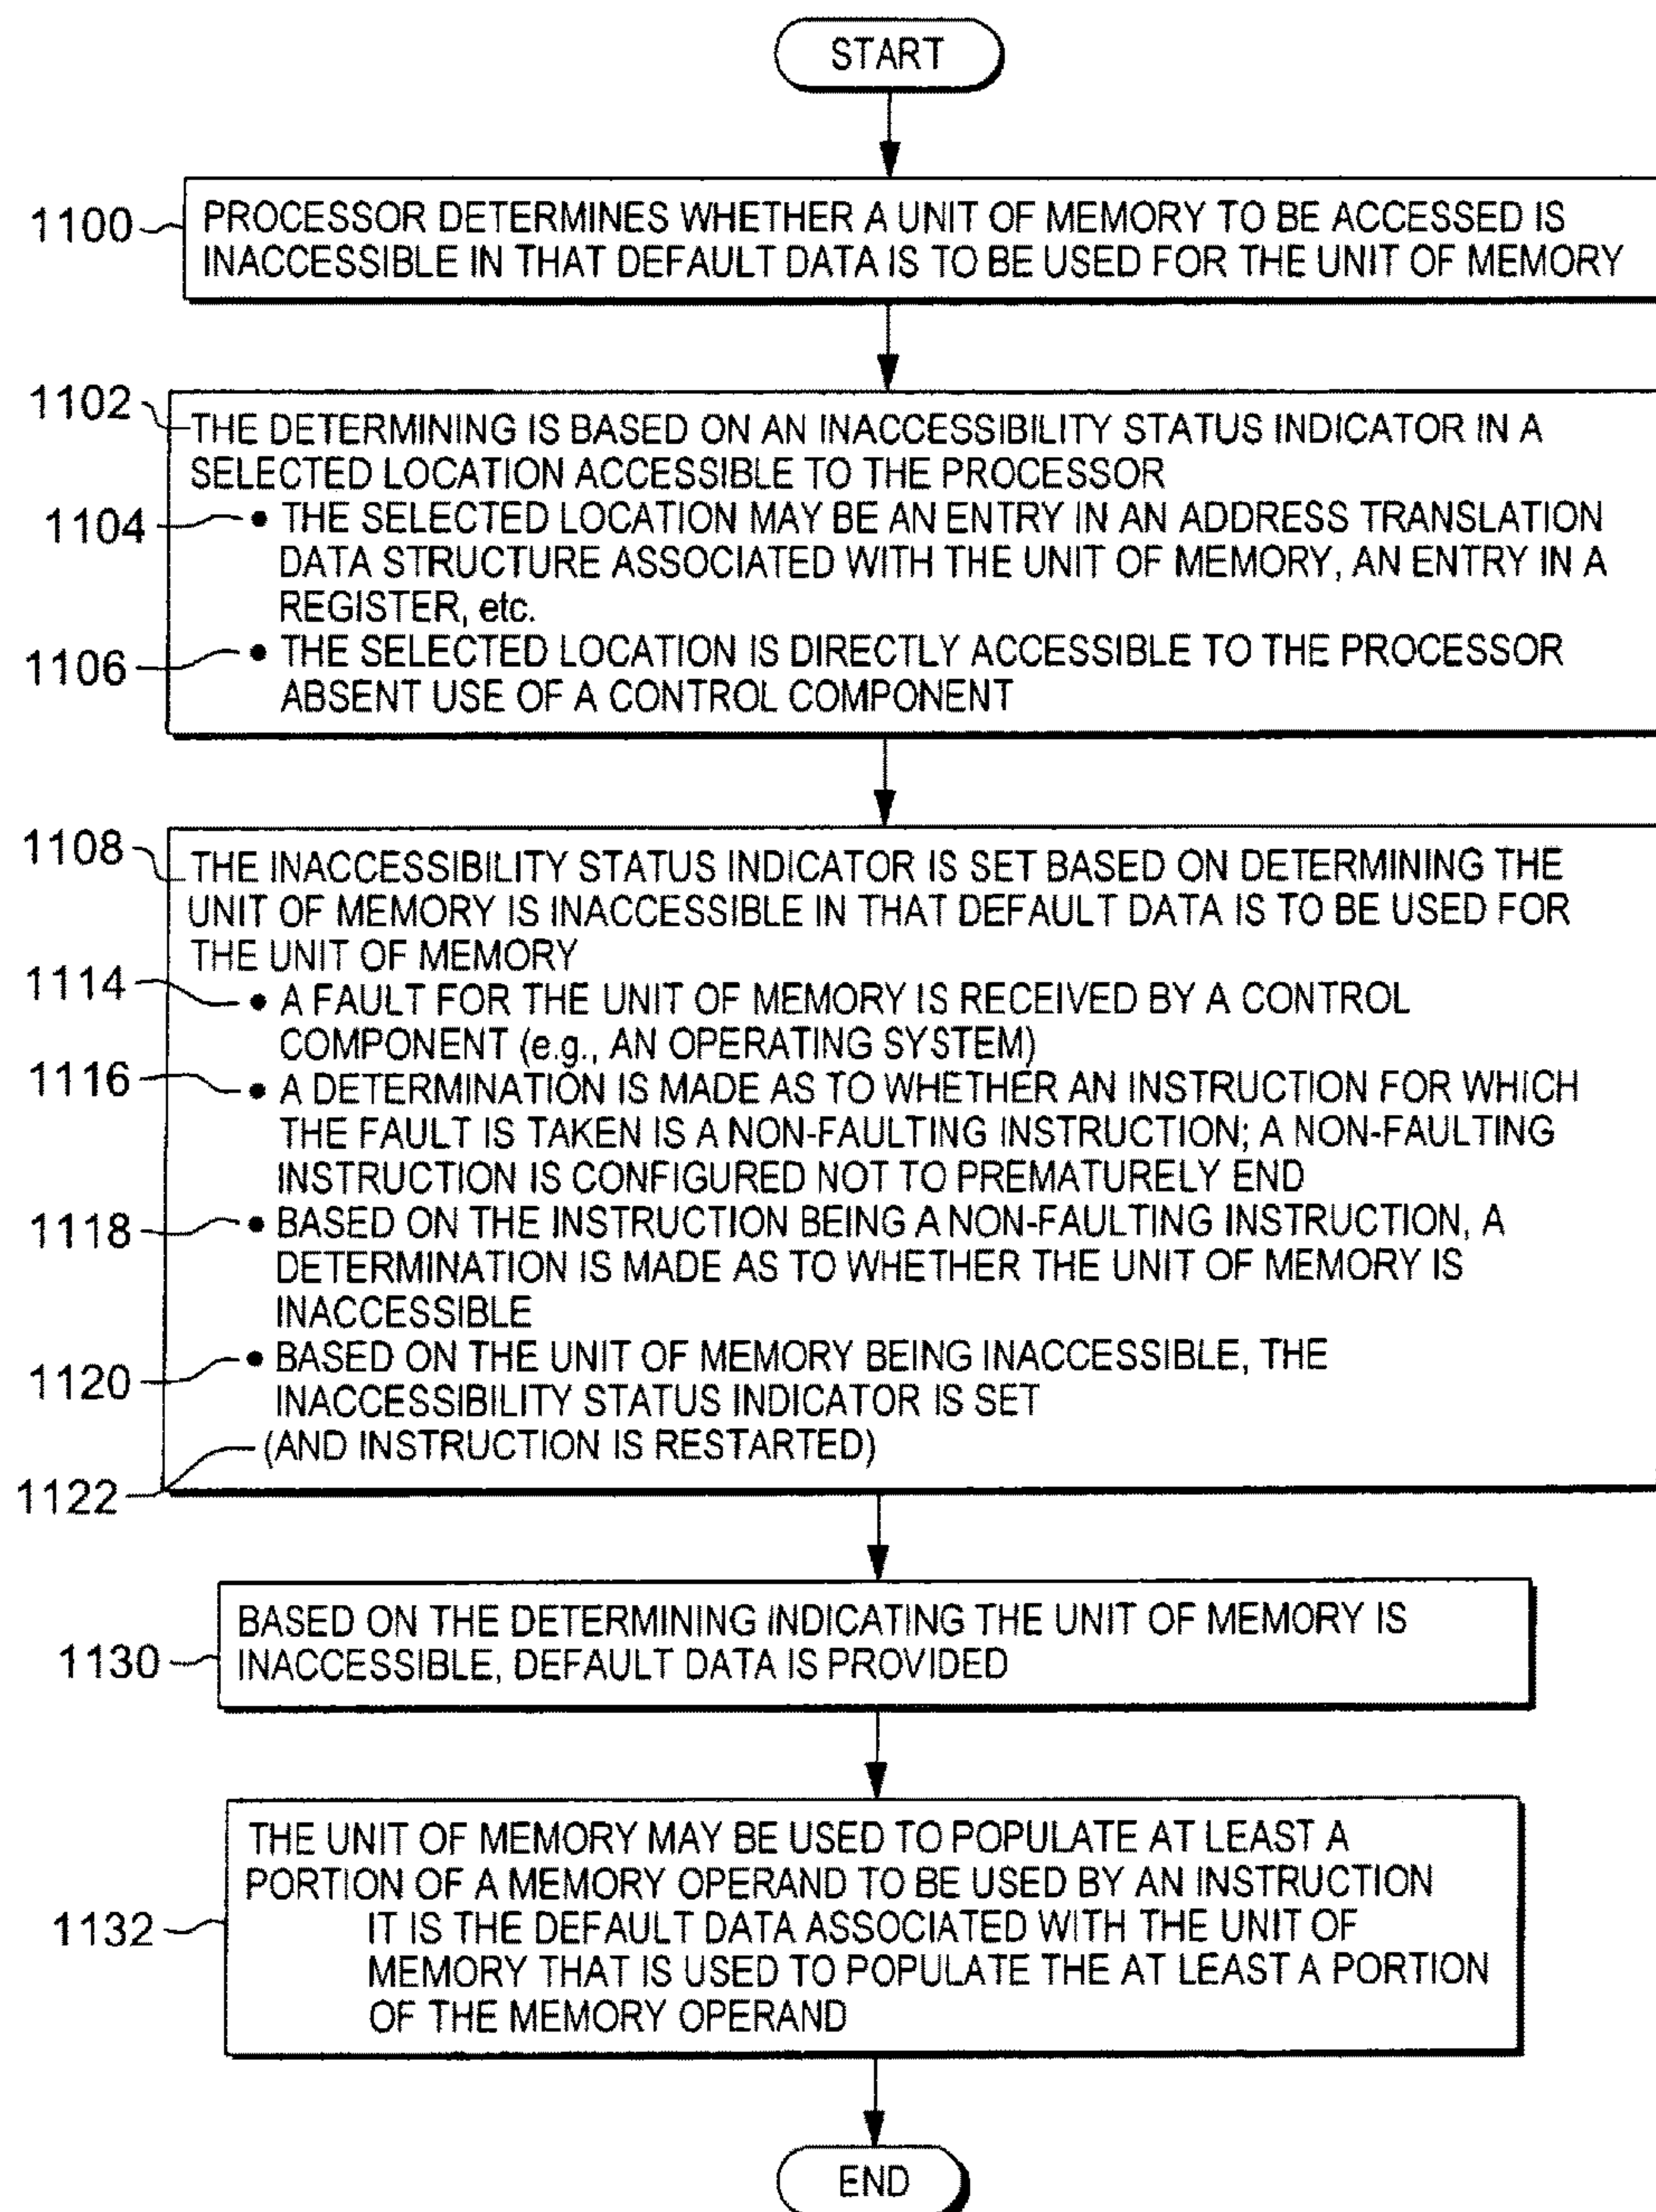 START
1100
PROCESSOR DETERMINES WHETHER A UNIT OF MEMORY TO BE ACCESSED IS
INACCESSIBLE IN THAT DEFAULT DATA IS TO BE USED FOR THE UNIT OF MEMORY
1102
THE DETERMINING IS BASED ON AN INACCESSIBILITY STATUS INDICATOR IN A
SELECTED LOCATION ACCESSIBLE TO THE PROCESSOR
1104
• THE SELECTED LOCATION MAY BE AN ENTRY IN AN ADDRESS TRANSLATION
DATA STRUCTURE ASSOCIATED WITH THE UNIT OF MEMORY, AN ENTRY IN A
REGISTER, etc.
1106
• THE SELECTED LOCATION IS DIRECTLY ACCESSIBLE TO THE PROCESSOR
ABSENT USE OF A CONTROL COMPONENT
1108
THE INACCESSIBILITY STATUS INDICATOR IS SET BASED ON DETERMINING THE
UNIT OF MEMORY IS INACCESSIBLE IN THAT DEFAULT DATA IS TO BE USED FOR
THE UNIT OF MEMORY
1114
• A FAULT FOR THE UNIT OF MEMORY IS RECEIVED BY A CONTROL
COMPONENT (e.g., AN OPERATING SYSTEM)
1116
• A DETERMINATION IS MADE AS TO WHETHER AN INSTRUCTION FOR WHICH
THE FAULT IS TAKEN IS A NON-FAULTING INSTRUCTION; A NON-FAULTING
INSTRUCTION IS CONFIGURED NOT TO PREMATURELY END
1118
• BASED ON THE INSTRUCTION BEING A NON-FAULTING INSTRUCTION, A
DETERMINATION IS MADE AS TO WHETHER THE UNIT OF MEMORY IS
INACCESSIBLE
1120
• BASED ON THE UNIT OF MEMORY BEING INACCESSIBLE, THE
INACCESSIBILITY STATUS INDICATOR IS SET
(AND INSTRUCTION IS RESTARTED)
1122
BASED ON THE DETERMINING INDICATING THE UNIT OF MEMORY IS
INACCESSIBLE, DEFAULT DATA IS PROVIDED
1130
THE UNIT OF MEMORY MAY BE USED TO POPULATE AT LEAST A
PORTION OF A MEMORY OPERAND TO BE USED BY AN INSTRUCTION
1132
IT IS THE DEFAULT DATA ASSOCIATED WITH THE UNIT OF
MEMORY THAT IS USED TO POPULATE THE AT LEAST A PORTION
OF THE MEMORY OPERAND
END